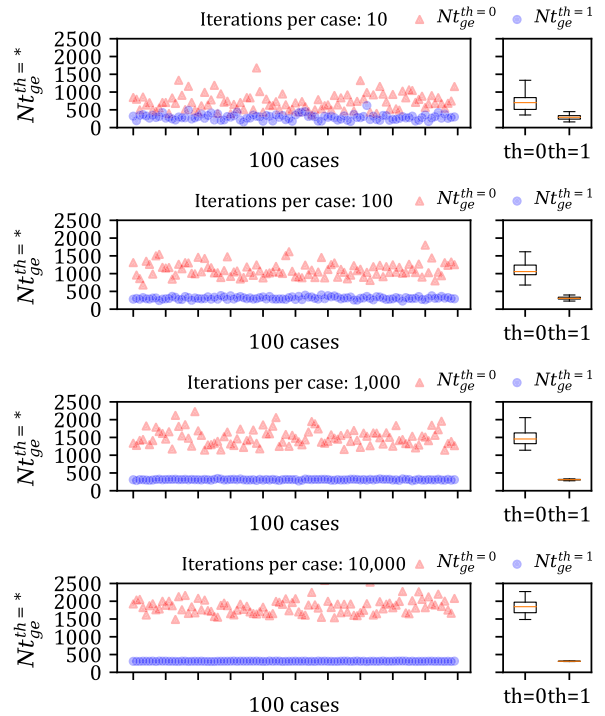 Iterations per case: 10 Nt_{ge}^{th=0} Nt_{ge}^{th=1}
Nt_{ge}^{th=*}
2500
2000
1500
1000
500
0
100 cases
th=0th=1
Iterations per case: 100 Nt_{ge}^{th=0} Nt_{ge}^{th=1}
Nt_{ge}^{th=*}
2500
2000
1500
1000
500
0
100 cases
th=0th=1
Iterations per case: 1,000 Nt_{ge}^{th=0} Nt_{ge}^{th=1}
Nt_{ge}^{th=*}
2500
2000
1500
1000
500
0
100 cases
th=0th=1
Iterations per case: 10,000 Nt_{ge}^{th=0} Nt_{ge}^{th=1}
Nt_{ge}^{th=*}
2500
2000
1500
1000
500
0
100 cases
th=0th=1